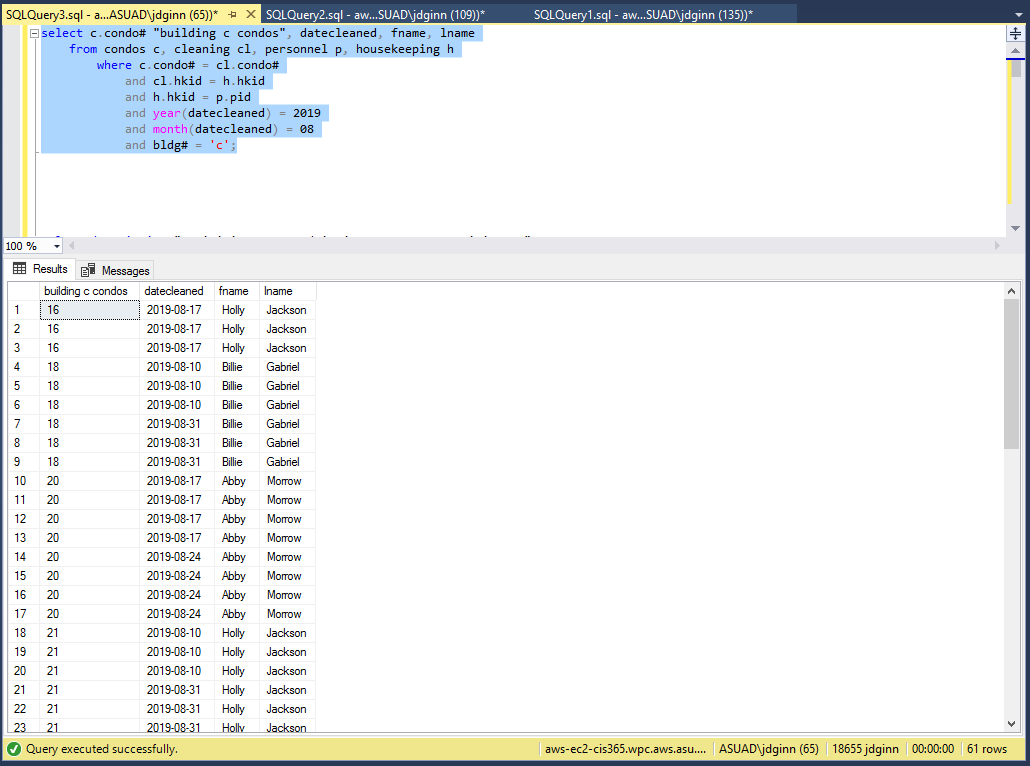 SQLQuery3.sql - a...ASUAD\jdginn (65))* SQLQuery2.sql - aw...SUAD\jdginn (109))* SQLQuery1.sql - aw...SUAD\jdginn (135))*
select c.condo# "building c condos", datecleaned, fname, lname
from condos c, cleaning cl, personnel p, housekeeping h
where c.condo# = cl.condo#
and cl.hkid = h.hkid
and h.hkid = p.pid
and year(datecleaned) = 2019
and month(datecleaned) = 08
and bldg# = 'c';
100 %
Results Messages
building c condos datecleaned fname lname
1 16 2019-08-17 Holly Jackson
2 16 2019-08-17 Holly Jackson
3 16 2019-08-17 Holly Jackson
4 18 2019-08-10 Billie Gabriel
5 18 2019-08-10 Billie Gabriel
6 18 2019-08-10 Billie Gabriel
7 18 2019-08-31 Billie Gabriel
8 18 2019-08-31 Billie Gabriel
9 18 2019-08-31 Billie Gabriel
10 20 2019-08-17 Abby Morrow
11 20 2019-08-17 Abby Morrow
12 20 2019-08-17 Abby Morrow
13 20 2019-08-17 Abby Morrow
14 20 2019-08-24 Abby Morrow
15 20 2019-08-24 Abby Morrow
16 20 2019-08-24 Abby Morrow
17 20 2019-08-24 Abby Morrow
18 21 2019-08-10 Holly Jackson
19 21 2019-08-10 Holly Jackson
20 21 2019-08-10 Holly Jackson
21 21 2019-08-31 Holly Jackson
22 21 2019-08-31 Holly Jackson
23 21 2019-08-31 Holly Jackson
Query executed successfully. aws-ec2-cis365.wpc.aws.asu.... ASUAD\jdginn (65) 18655 jdginn 00:00:00 61 rows